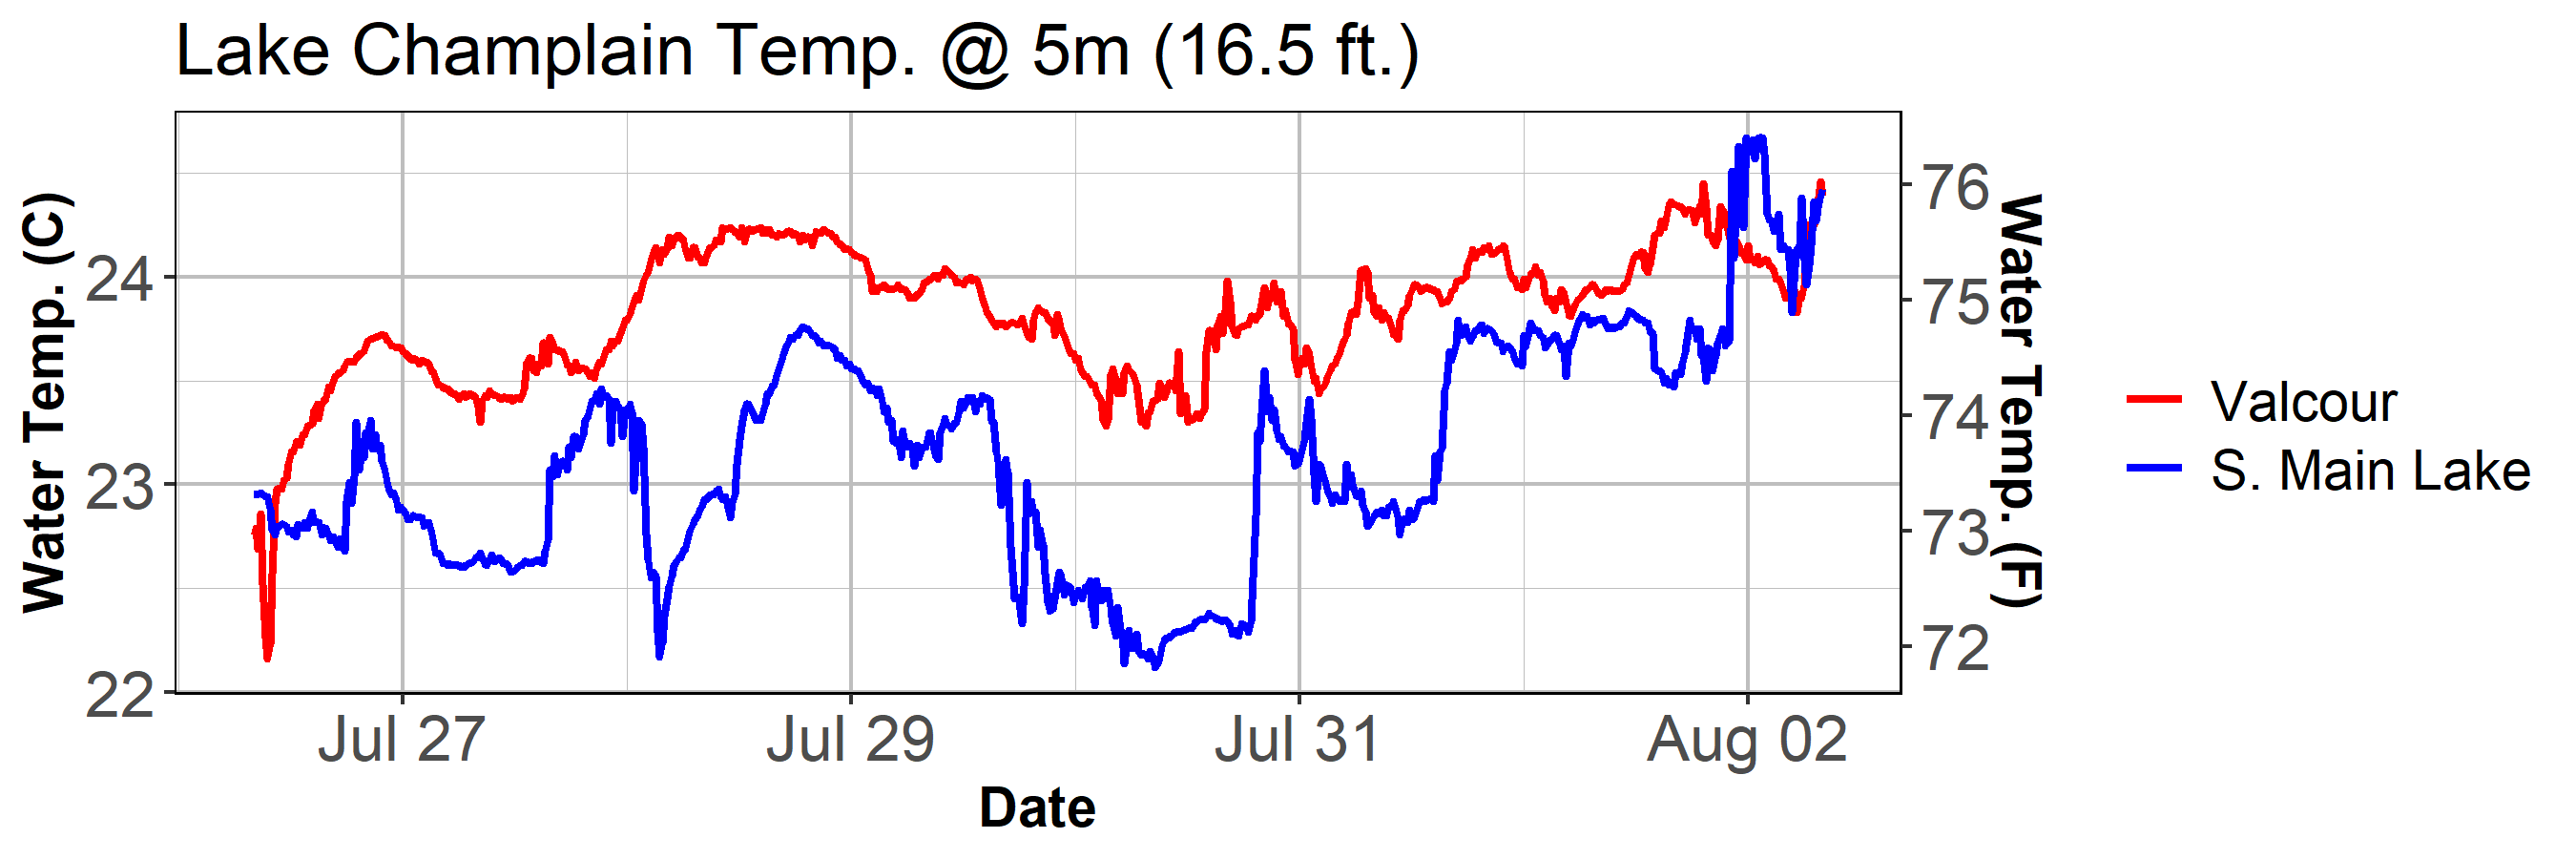 Lake Champlain Temp. @ 5m (16.5 ft.)
Water Temp. (C)
24
23
22
76
75
74
73
72
Water Temp. (F)
Jul 27
Jul 29
Jul 31
Aug 02
Date
Valcour
S. Main Lake